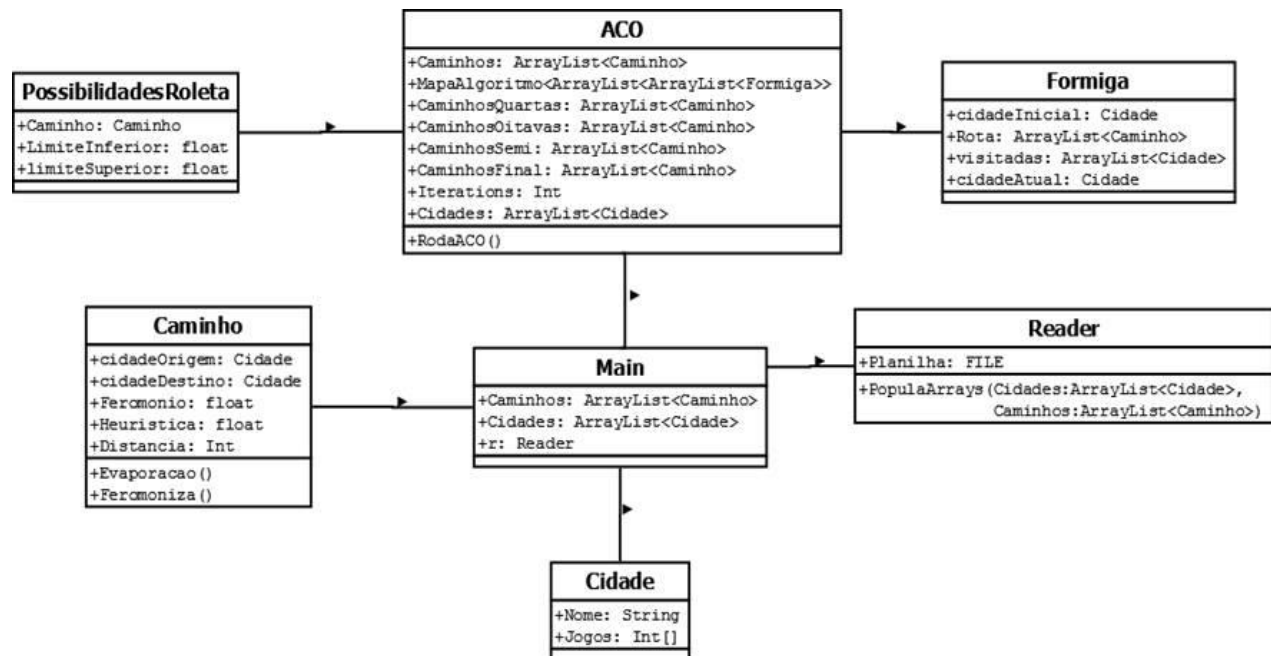 ACO
+Caminhos: ArrayList<Caminho>
+MapaAlgoritmo<ArrayList<ArrayList<Formiga>>
+CaminhosQuartas: ArrayList<Caminho>
+CaminhosOitavas: ArrayList<Caminho>
+CaminhosSemi: ArrayList<Caminho>
+CaminhosFinal: ArrayList<Caminho>
+Iterations: Int
+Cidades: ArrayList<Cidade>
+RodaACO()
PossibilidadesRoleta
+Caminho: Caminho
+LimiteInferior: float
+limiteSuperior: float
Formiga
+cidadeInicial: Cidade
+Rota: ArrayList<Caminho>
+visitadas: ArrayList<Cidade>
+cidadeAtual: Cidade
Caminho
+cidadeOrigem: Cidade
+cidadeDestino: Cidade
+Feromonio: float
+Heuristica: float
+Distancia: Int
+Evaporacao()
+Feromoniza()
Main
+Caminhos: ArrayList<Caminho>
+Cidades: ArrayList<Cidade>
+r: Reader
Reader
+Planilha: FILE
+PopulaArrays(Cidades:ArrayList<Cidade>,
Caminhos:ArrayList<Caminho>)
Cidade
+Nome: String
+Jogos: Int[]